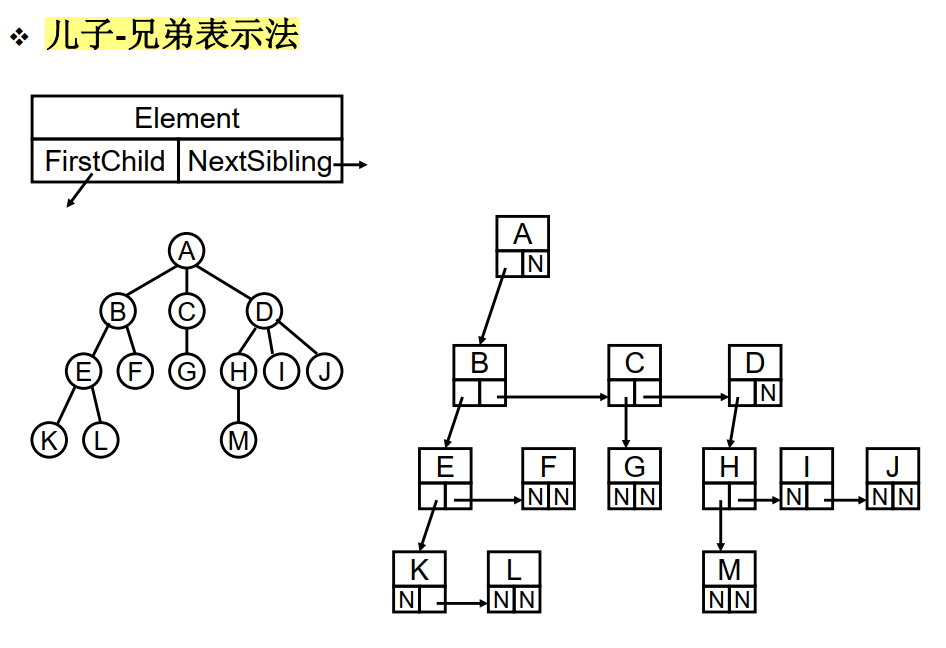 ❖ 儿子-兄弟表示法
Element
FirstChild NextSibling
A
B C D
E F G H I J
K L M
A
N
B C D
N
E F G H I J
N N N N N N N
K L M
N N N N N